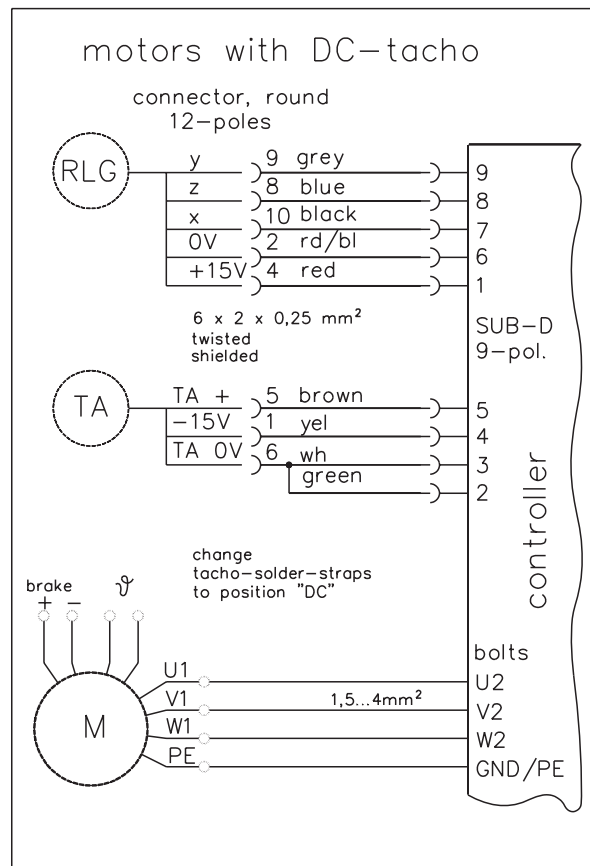 motors with DC-tacho
connector, round
12-poles
RLG
y 9 grey 9
z 8 blue 8
x 10 black 7
0V 2 rd/bl 6
+15V 4 red 1
6 x 2 x 0,25 mm²
twisted
shielded
SUB-D
9-pol.
TA
TA + 5 brown 5
-15V 1 yel 4
TA 0V 6 wh 3
green 2
controller
change
tacho-solder-straps
to position "DC"
brake
+ - ϑ
bolts
M
U1 U2
V1 1,5...4mm² V2
W1 W2
PE GND/PE